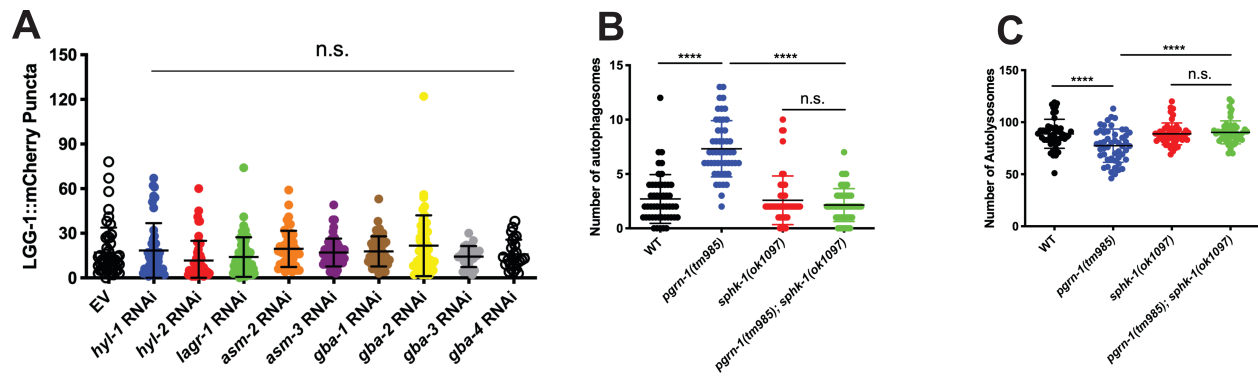 A
n.s.
LGG-1::mCherry Puncta
150
120
90
60
30
0
EV
hyl-1 RNAi
hyl-2 RNAi
lagr-1 RNAi
asm-2 RNAi
asm-3 RNAi
gba-1 RNAi
gba-2 RNAi
gba-3 RNAi
gba-4 RNAi
B
****
****
n.s.
Number of autophagosomes
15
10
5
0
WT
pgrn-1(tm985)
sphk-1(ok1097)
pgrn-1(tm985); sphk-1(ok1097)
C
****
****
n.s.
Number of Autolysosomes
150
100
50
0
WT
pgrn-1(tm985)
sphk-1(ok1097)
pgrn-1(tm985); sphk-1(ok1097)